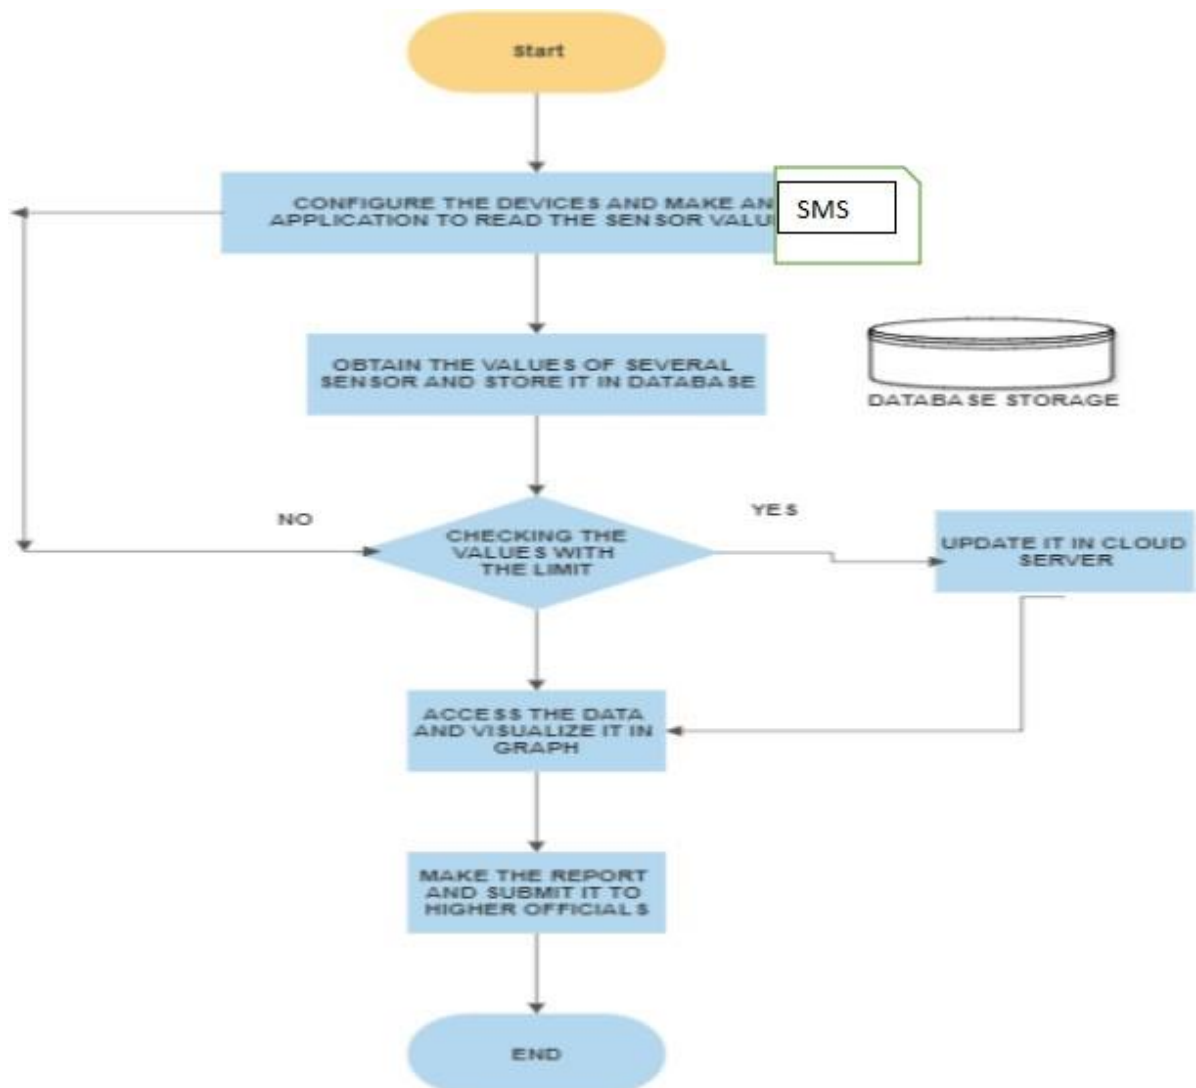 Start
CONFIGURE THE DEVICES AND MAKE AN
APPLICATION TO READ THE SENSOR VALU
SMS
OBTAIN THE VALUES OF SEVERAL
SENSOR AND STORE IT IN DATABASE
DATABASE STORAGE
NO
CHECKING THE
VALUES WITH
THE LIMIT
YES
UPDATE IT IN CLOUD
SERVER
ACCESS THE DATA
AND VISUALIZE IT IN
GRAPH
MAKE THE REPORT
AND SUBMIT IT TO
HIGHER OFFICIALS
END